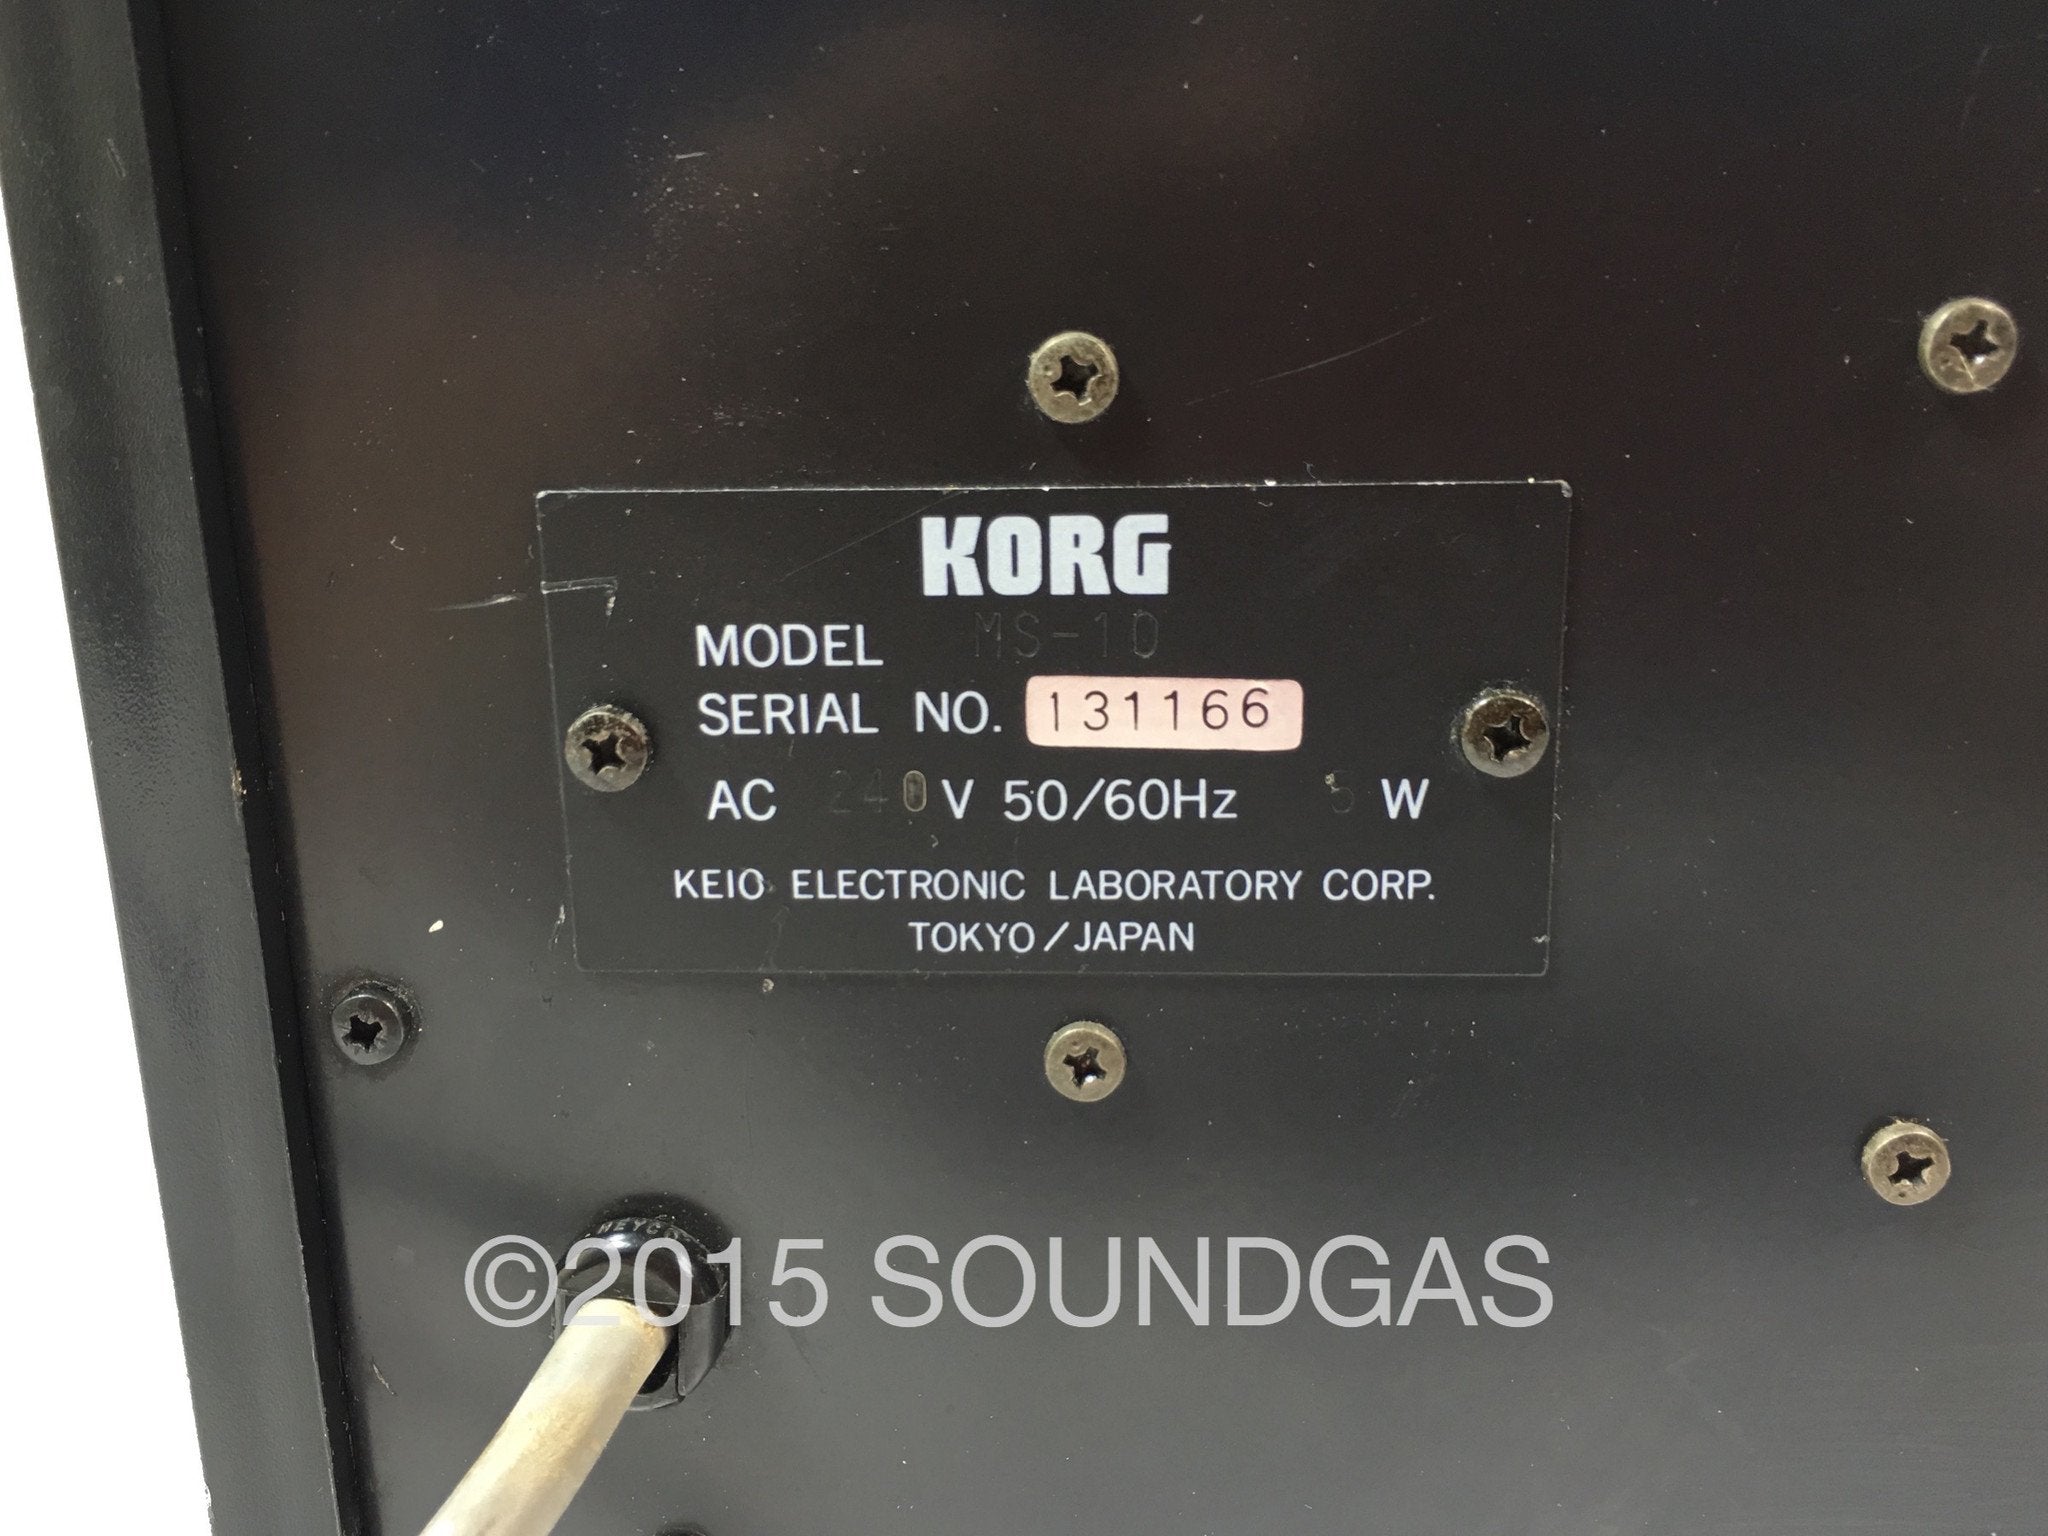 KORG
MODEL MS-10
SERIAL NO. 131166
AC 240 V 50/60Hz 5 W
KEIO ELECTRONIC LABORATORY CORP.
TOKYO/JAPAN
©2015 SOUNDGAS